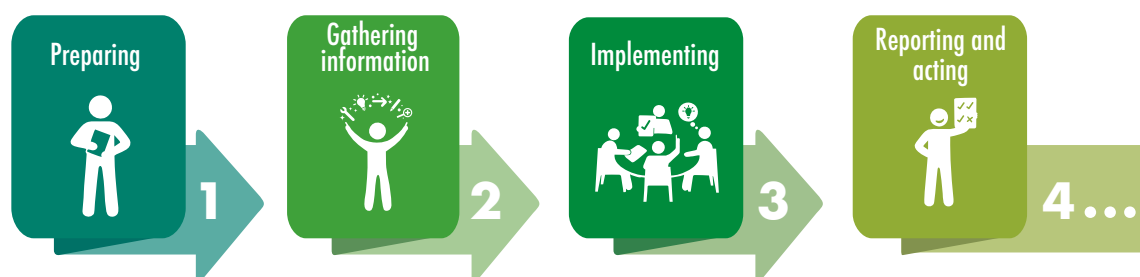 Preparing
1
Gathering
information
2
Implementing
3
Reporting and
acting
4...